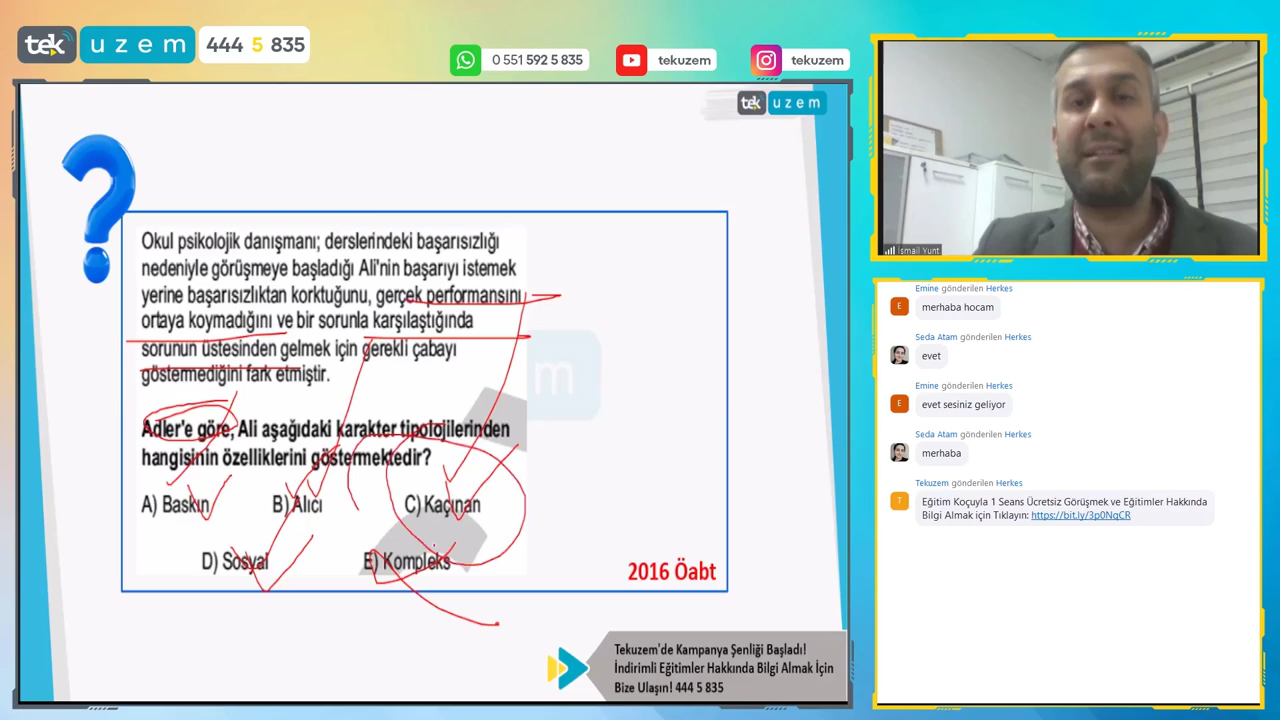 tek
uzem
444 5 835
0 551 592 5 835
tekuzem
tekuzem
tek uzem
Okul psikolojik danışmanı; derslerindeki başarısızlığı
nedeniyle görüşmeye başladığı Ali'nin başarıyı istemek
yerine başarısızlıktan korktuğunu, gerçek performansını
ortaya koymadığını ve bir sorunla karşılaştığında
sorunun üstesinden gelmek için gerekli çabayı
göstermediğini fark etmiştir.
Adler'e göre, Ali aşağıdaki karakter tipolojilerinden
hangisinin özelliklerini göstermektedir?
A) Baskın B) Alıcı C) Kaçınan
D) Sosyal E) Kompleks
2016 Öabt
Tekuzem'de Kampanya Şenliği Başladı!
İndirimli Eğitimler Hakkında Bilgi Almak İçin
Bize Ulaşın! 444 5 835
m
İsmail Yunt
Emine gönderilen Herkes
E
merhaba hocam
Seda Atam gönderilen Herkes
evet
Emine gönderilen Herkes
E
evet sesiniz geliyor
Seda Atam gönderilen Herkes
merhaba
Tekuzem gönderilen Herkes
T
Eğitim Koçuyla 1 Seans Ücretsiz Görüşmek ve Eğitimler Hakkında
Bilgi Almak için Tıklayın: https://bit.ly/3p0NqCR